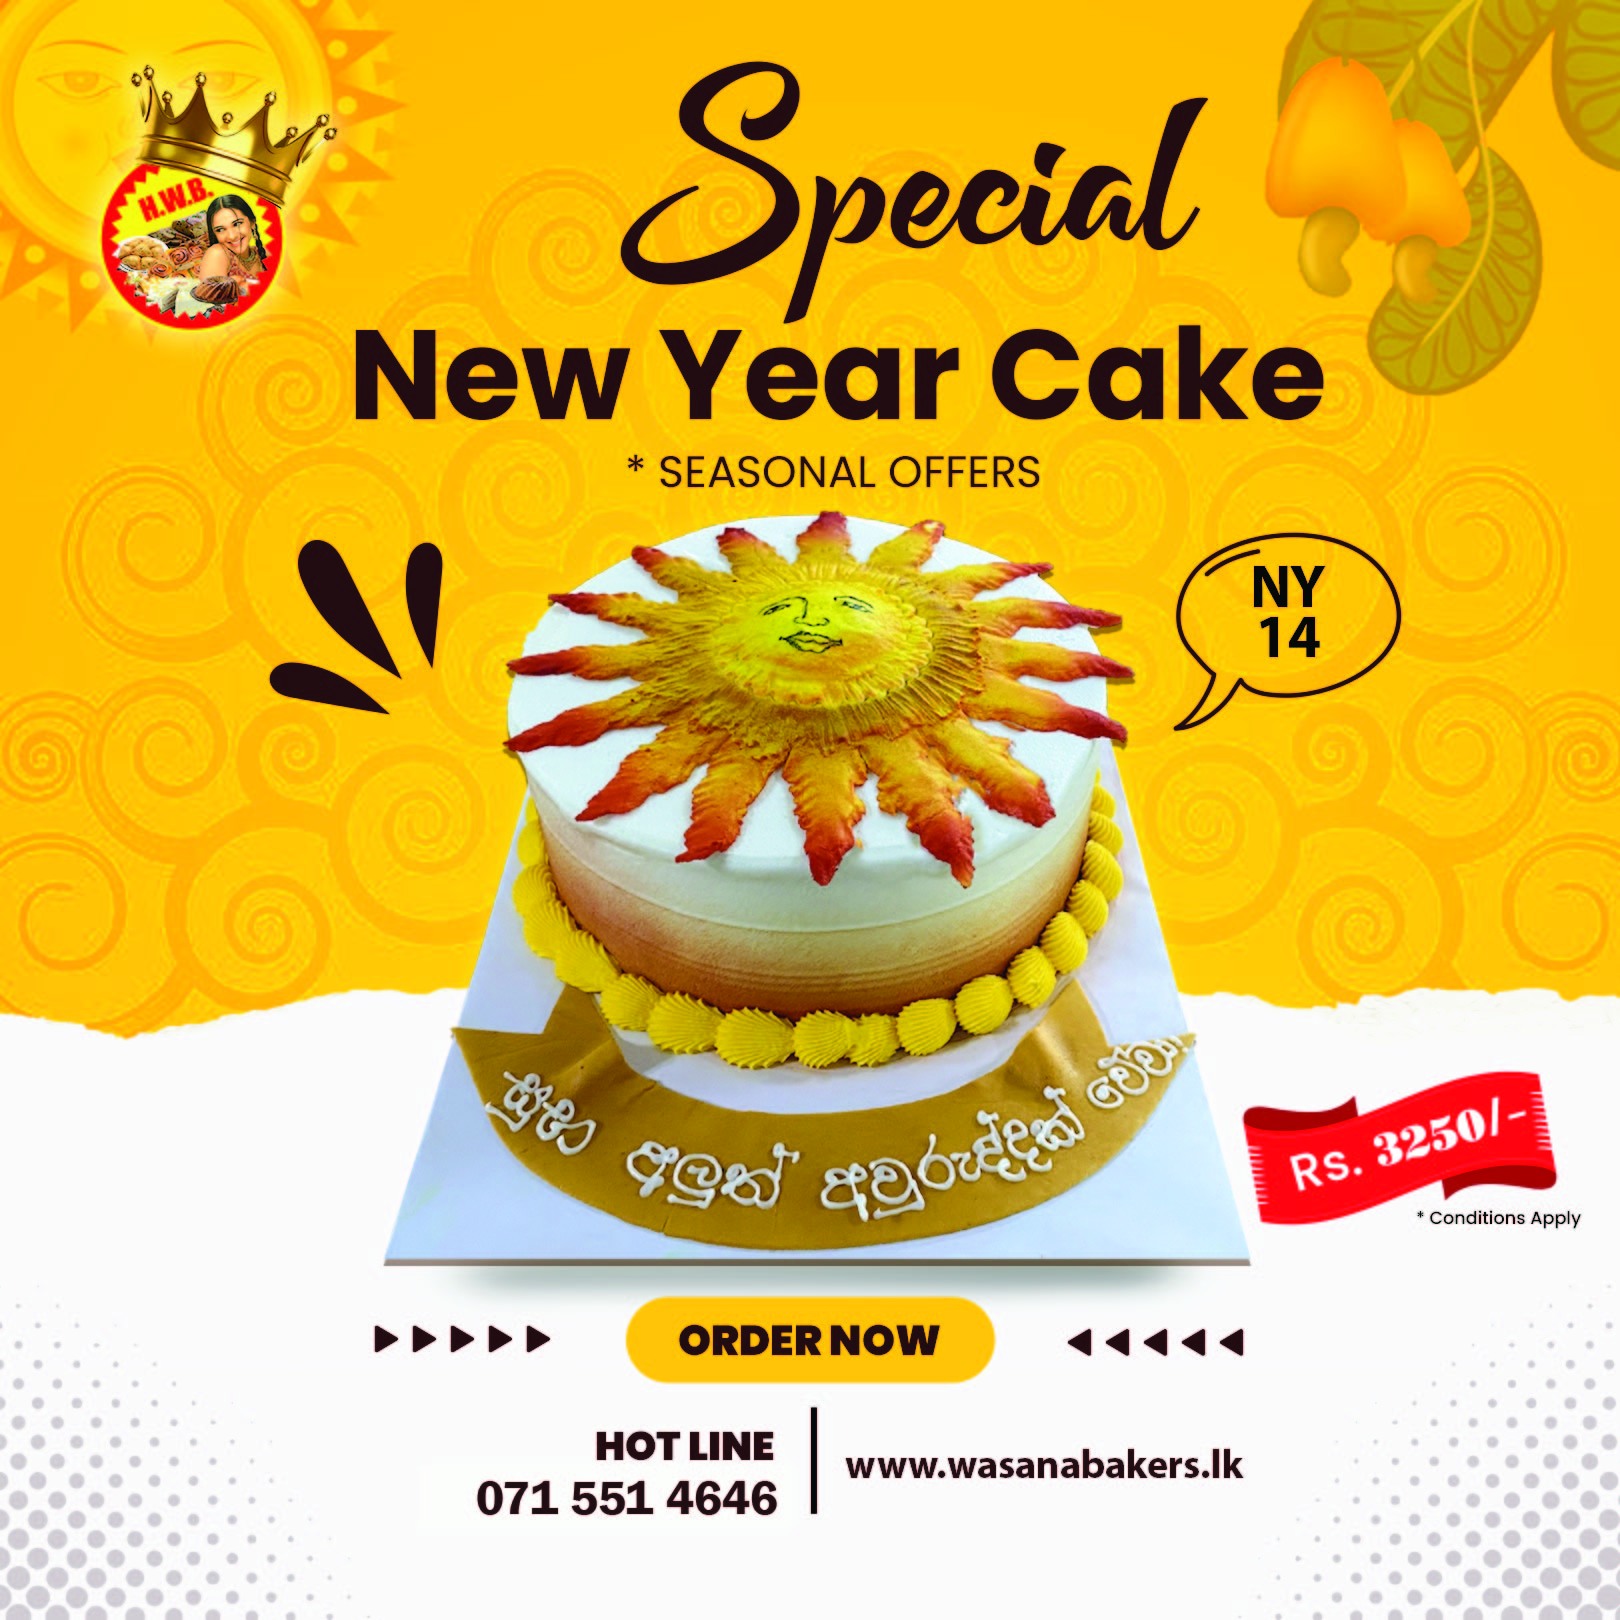 H.W.B.
Special
New Year Cake
* SEASONAL OFFERS
NY
14
සුභ අලුත් අවුරුද්දක් වේවා!
Rs. 3250/-
* Conditions Apply
ORDER NOW
HOT LINE
071 551 4646
www.wasanabakers.lk